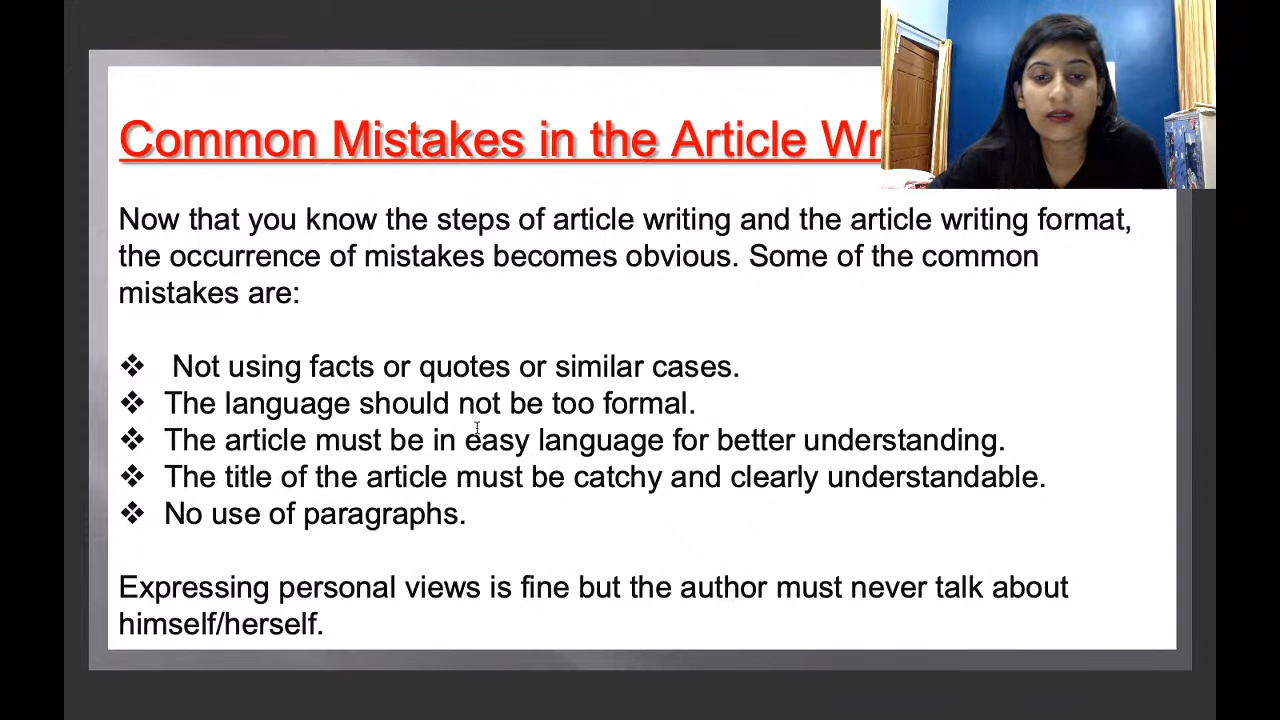 Common Mistakes in the Article
Now that you know the steps of article writing and the article writing format,
the occurrence of mistakes becomes obvious. Some of the common
mistakes are:
❖ Not using facts or quotes or similar cases.
❖ The language should not be too formal.
❖ The article must be in easy language for better understanding.
❖ The title of the article must be catchy and clearly understandable.
❖ No use of paragraphs.
Expressing personal views is fine but the author must never talk about
himself/herself.